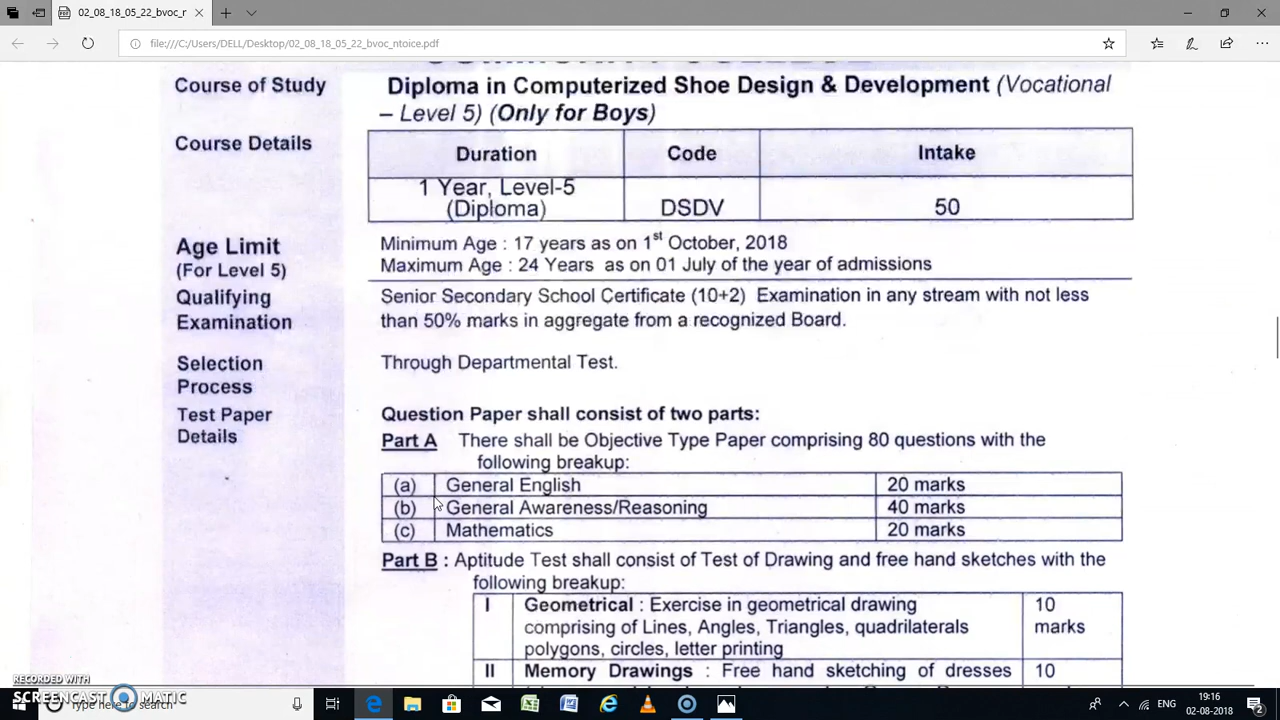 02_08_18_05_22_bvoc_r
file:///C:/Users/DELL/Desktop/02_08_18_05_22_bvoc_ntoice.pdf
Course of Study
Diploma in Computerized Shoe Design & Development (Vocational
– Level 5) (Only for Boys)
Course Details
Duration Code Intake
1 Year, Level-5
(Diploma) DSDV 50
Age Limit
(For Level 5)
Minimum Age : 17 years as on 1st October, 2018
Maximum Age : 24 Years as on 01 July of the year of admissions
Qualifying
Examination
Senior Secondary School Certificate (10+2) Examination in any stream with not less
than 50% marks in aggregate from a recognized Board.
Selection
Process
Through Departmental Test.
Test Paper
Details
Question Paper shall consist of two parts:
Part A There shall be Objective Type Paper comprising 80 questions with the
following breakup:
(a) General English 20 marks
(b) General Awareness/Reasoning 40 marks
(c) Mathematics 20 marks
Part B : Aptitude Test shall consist of Test of Drawing and free hand sketches with the
following breakup:
I Geometrical : Exercise in geometrical drawing 10
comprising of Lines, Angles, Triangles, quadrilaterals marks
polygons, circles, letter printing
II Memory Drawings : Free hand sketching of dresses 10
RECORDED WITH
SCREENCAST MATIC
Type here to search
ENG
19:16
02-08-2018
2